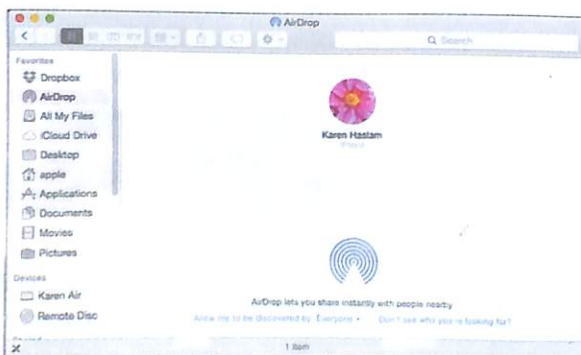 AirDrop
Search
Favorites
Dropbox
AirDrop
All My Files
iCloud Drive
Desktop
apple
Applications
Documents
Movies
Pictures
Devices
Karen Air
Remote Disc
Karen Haslam
AirDrop lets you share instantly with people nearby
Allow me to be discovered by: Everyone
Don't see who you're looking for?
1 item